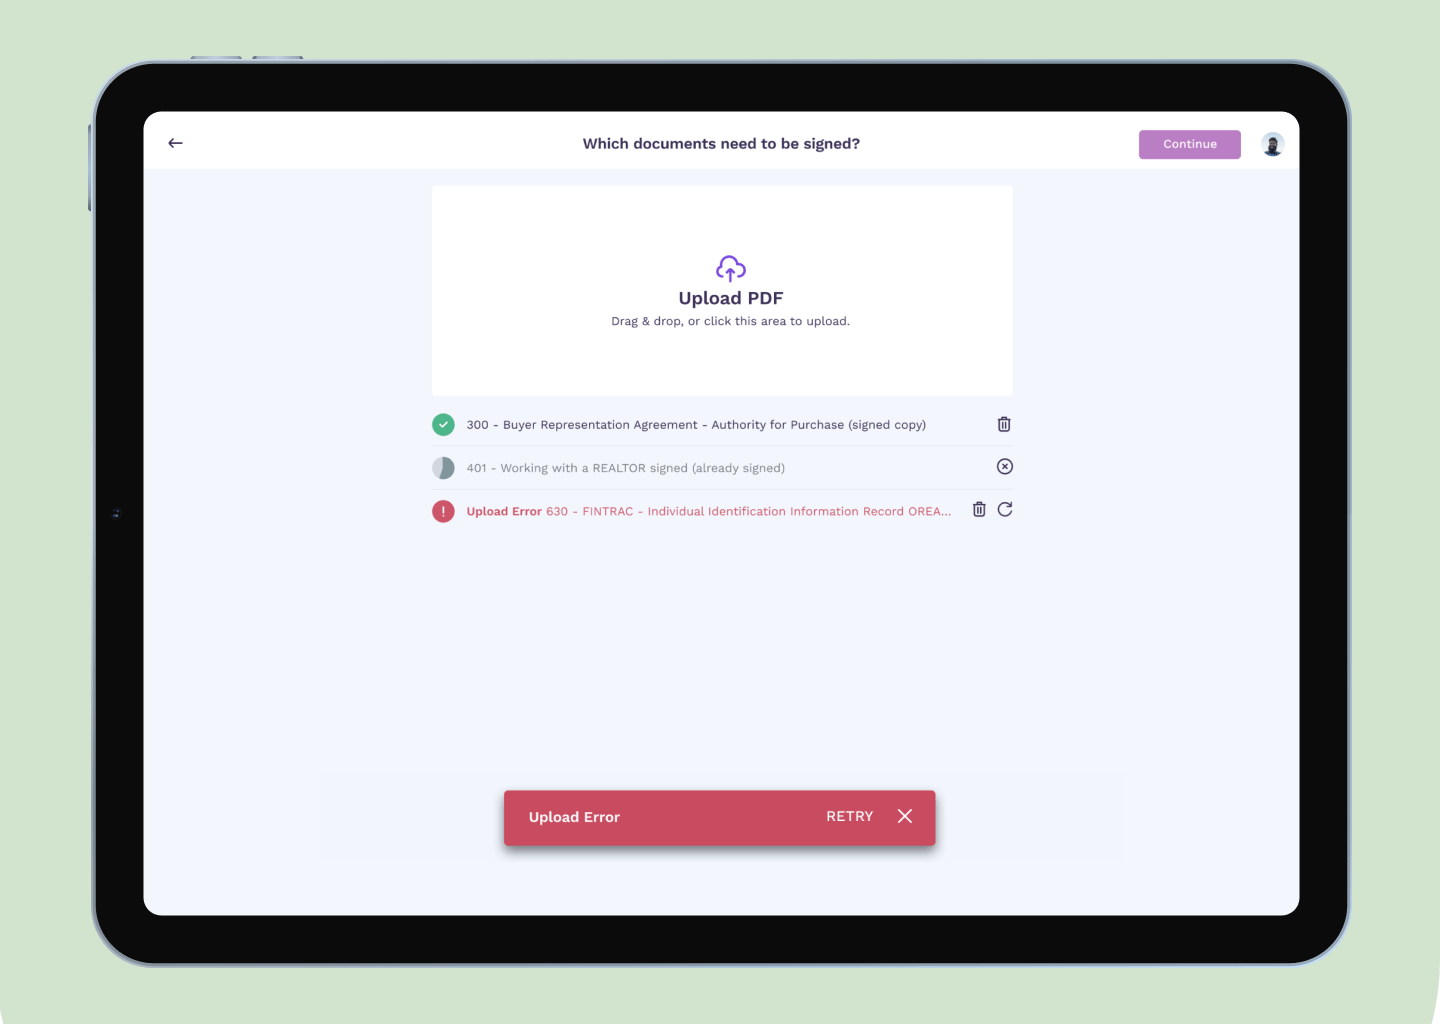 Which documents need to be signed?
Continue
Upload PDF
Drag & drop, or click this area to upload.
300 - Buyer Representation Agreement - Authority for Purchase (signed copy)
401 - Working with a REALTOR signed (already signed)
Upload Error 630 - FINTRAC - Individual Identification Information Record OREA...
Upload Error
RETRY